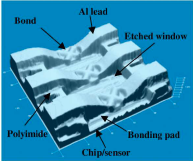 Al lead
Bond
Etched window
Polyimide
Bonding pad
Chip/sensor